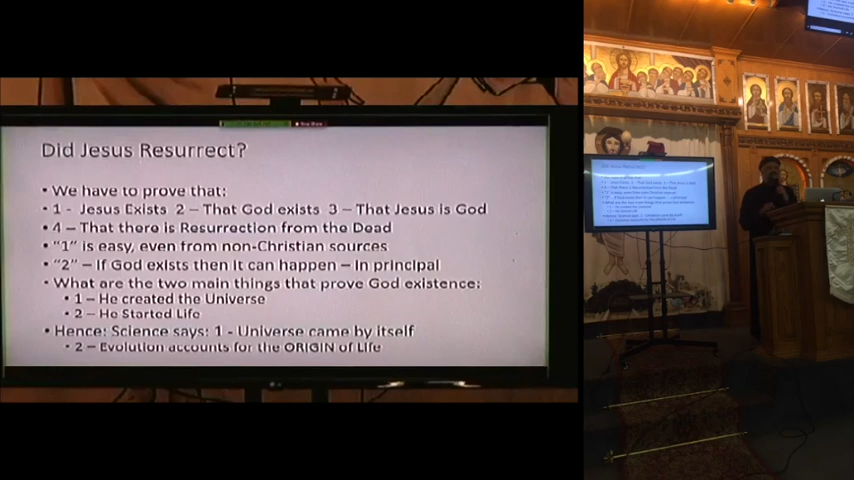 Did Jesus Resurrect?
• We have to prove that:
• 1 - Jesus Exists 2 – That God exists 3 – That Jesus is God
• 4 – That there is Resurrection from the Dead
• "1" is easy, even from non-Christian sources
• "2" – If God exists then it can happen – In principal
• What are the two main things that prove God existence:
• 1 – He created the Universe
• 2 – He Started Life
• Hence: Science says: 1 - Universe came by itself
• 2 – Evolution accounts for the ORIGIN of Life